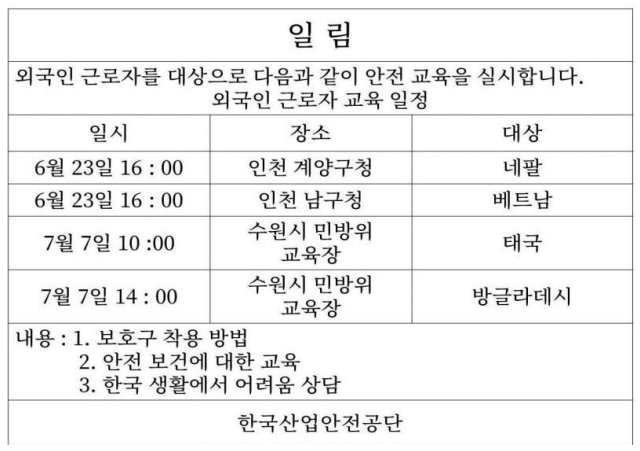 일 림
외국인 근로자를 대상으로 다음과 같이 안전 교육을 실시합니다.
외국인 근로자 교육 일정
일시 장소 대상
6월 23일 16 : 00 인천 계양구청 네팔
6월 23일 16 : 00 인천 남구청 베트남
7월 7일 10 :00 수원시 민방위 교육장 태국
7월 7일 14 : 00 수원시 민방위 교육장 방글라데시
내용 : 1. 보호구 착용 방법
2. 안전 보건에 대한 교육
3. 한국 생활에서 어려움 상담
한국산업안전공단